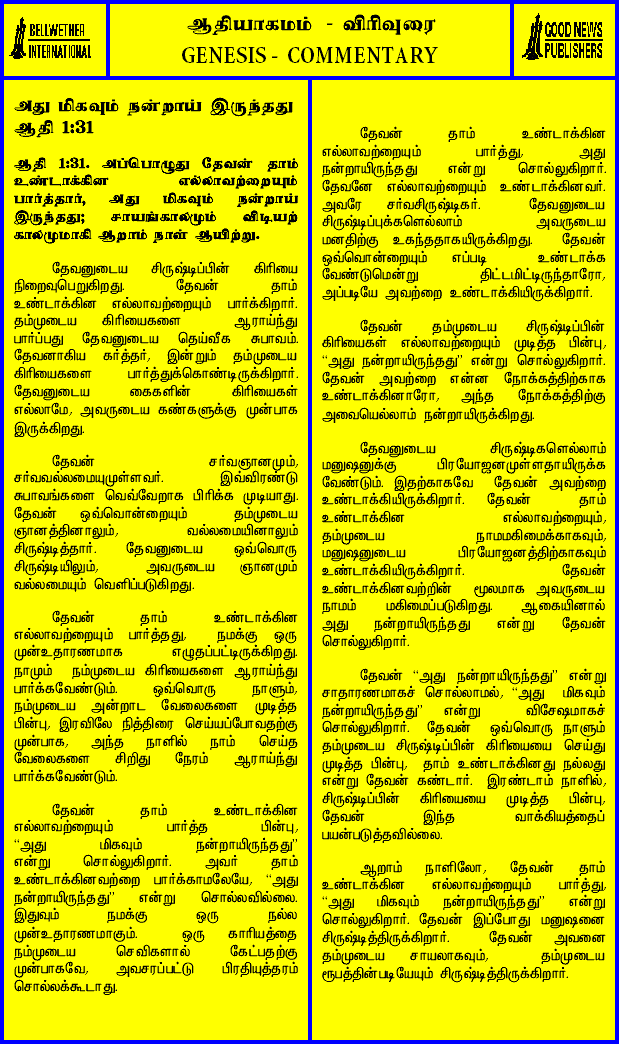 BELLWETHER
INTERNATIONAL
ஆதியாகமம் - விரிவுரை
GENESIS - COMMENTARY
GOOD NEWS
PUBLISHERS
அது மிகவும் நன்றாய் இருந்தது
ஆதி 1:31
ஆதி 1:31. அப்பொழுது தேவன் தாம்
உண்டாக்கின எல்லாவற்றையும்
பார்த்தார், அது மிகவும் நன்றாய்
இருந்தது; சாயங்காலமும் விடியற்
காலமுமாகி ஆறாம் நாள் ஆயிற்று.
தேவனுடைய சிருஷ்டிப்பின் கிரியை
நிறைவுபெறுகிறது. தேவன் தாம்
உண்டாக்கின எல்லாவற்றையும் பார்க்கிறார்.
தம்முடைய கிரியைகளை ஆராய்ந்து
பார்ப்பது தேவனுடைய தெய்வீக சுபாவம்.
தேவனாகிய கர்த்தர், இன்றும் தம்முடைய
கிரியைகளை பார்த்துக்கொண்டிருக்கிறார்.
தேவனுடைய கைகளின் கிரியைகள்
எல்லாமே, அவருடைய கண்களுக்கு முன்பாக
இருக்கிறது.
தேவன் சர்வஞானமும்,
சர்வவல்லமையுமுள்ளவர். இவ்விரண்டு
சுபாவங்களை வெவ்வேறாக பிரிக்க முடியாது.
தேவன் ஒவ்வொன்றையும் தம்முடைய
ஞானத்தினாலும், வல்லமையினாலும்
சிருஷ்டித்தார். தேவனுடைய ஒவ்வொரு
சிருஷ்டியிலும், அவருடைய ஞானமும்
வல்லமையும் வெளிப்படுகிறது.
தேவன் தாம் உண்டாக்கின
எல்லாவற்றையும் பார்த்தது, நமக்கு ஒரு
முன்உதாரணமாக எழுதப்பட்டிருக்கிறது.
நாமும் நம்முடைய கிரியைகளை ஆராய்ந்து
பார்க்கவேண்டும். ஒவ்வொரு நாளும்,
நம்முடைய அன்றாட வேலைகளை முடித்த
பின்பு, இரவிலே நித்திரை செய்யப்போவதற்கு
முன்பாக, அந்த நாளில் நாம் செய்த
வேலைகளை சிறிது நேரம் ஆராய்ந்து
பார்க்கவேண்டும்.
தேவன் தாம் உண்டாக்கின
எல்லாவற்றையும் பார்த்த பின்பு,
“அது மிகவும் நன்றாயிருந்தது”
என்று சொல்லுகிறார். அவர் தாம்
உண்டாக்கினவற்றை பார்க்காமலேயே, “அது
நன்றாயிருந்தது” என்று சொல்லவில்லை.
இதுவும் நமக்கு ஒரு நல்ல
முன்உதாரணமாகும். ஒரு காரியத்தை
நம்முடைய செவிகளால் கேட்பதற்கு
முன்பாகவே, அவசரப்பட்டு பிரதியுத்தரம்
சொல்லக்கூடாது.
தேவன் தாம் உண்டாக்கின
எல்லாவற்றையும் பார்த்து, அது
நன்றாயிருந்தது என்று சொல்லுகிறார்.
தேவனே எல்லாவற்றையும் உண்டாக்கினவர்.
அவரே சர்வசிருஷ்டிகர். தேவனுடைய
சிருஷ்டிப்புக்களெல்லாம் அவருடைய
மனதிற்கு உகந்ததாகயிருக்கிறது. தேவன்
ஒவ்வொன்றையும் எப்படி உண்டாக்க
வேண்டுமென்று திட்டமிட்டிருந்தாரோ,
அப்படியே அவற்றை உண்டாக்கியிருக்கிறார்.
தேவன் தம்முடைய சிருஷ்டிப்பின்
கிரியைகள் எல்லாவற்றையும் முடித்த பின்பு,
“அது நன்றாயிருந்தது” என்று சொல்லுகிறார்.
தேவன் அவற்றை என்ன நோக்கத்திற்காக
உண்டாக்கினாரோ, அந்த நோக்கத்திற்கு
அவையெல்லாம் நன்றாயிருக்கிறது.
தேவனுடைய சிருஷ்டிகளெல்லாம்
மனுஷனுக்கு பிரயோஜனமுள்ளதாயிருக்க
வேண்டும். இதற்காகவே தேவன் அவற்றை
உண்டாக்கியிருக்கிறார். தேவன் தாம்
உண்டாக்கின எல்லாவற்றையும்,
தம்முடைய நாமமகிமைக்காகவும்,
மனுஷனுடைய பிரயோஜனத்திற்காகவும்
உண்டாக்கியிருக்கிறார். தேவன்
உண்டாக்கினவற்றின் மூலமாக அவருடைய
நாமம் மகிமைப்படுகிறது. ஆகையினால்
அது நன்றாயிருந்தது என்று தேவன்
சொல்லுகிறார்.
தேவன் “அது நன்றாயிருந்தது” என்று
சாதாரணமாகச் சொல்லாமல், “அது மிகவும்
நன்றாயிருந்தது” என்று விசேஷமாகச்
சொல்லுகிறார். தேவன் ஒவ்வொரு நாளும்
தம்முடைய சிருஷ்டிப்பின் கிரியையை செய்து
முடித்த பின்பு, தாம் உண்டாக்கினது நல்லது
என்று தேவன் கண்டார். இரண்டாம் நாளில்,
சிருஷ்டிப்பின் கிரியையை முடித்த பின்பு,
தேவன் இந்த வாக்கியத்தைப்
பயன்படுத்தவில்லை.
ஆறாம் நாளிலோ, தேவன் தாம்
உண்டாக்கின எல்லாவற்றையும் பார்த்து,
“அது மிகவும் நன்றாயிருந்தது” என்று
சொல்லுகிறார். தேவன் இப்போது மனுஷனை
சிருஷ்டித்திருக்கிறார். தேவன் அவனை
தம்முடைய சாயலாகவும், தம்முடைய
ரூபத்தின்படியேயும் சிருஷ்டித்திருக்கிறார்.